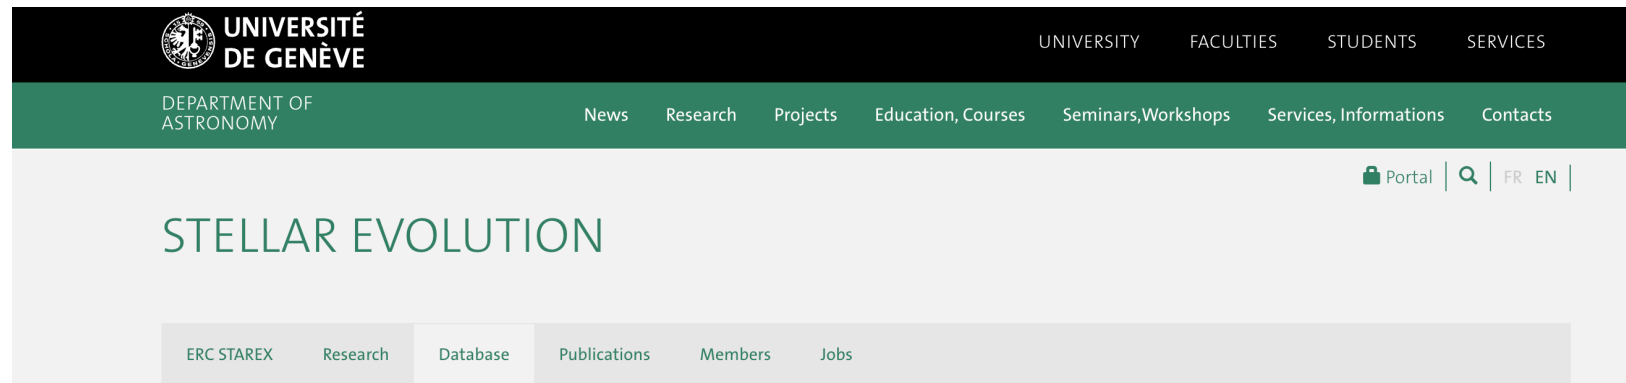 UNIVERSITÉ
DE GENÈVE
UNIVERSITY FACULTIES STUDENTS SERVICES
DEPARTMENT OF
ASTRONOMY
News Research Projects Education, Courses Seminars,Workshops Services, Informations Contacts
Portal FR EN
STELLAR EVOLUTION
ERC STAREX Research Database Publications Members Jobs